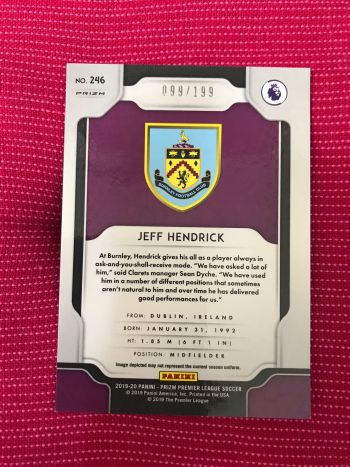 NO. 246
PRIZM
099/199
BURNLEY FOOTBALL CLUB
JEFF HENDRICK
At Burnley, Hendrick gives his all as a player always in
ask-and-you-shall-receive mode. "We have asked a lot of
him," said Clarets manager Sean Dyche. "We have used
him in a number of different positions that sometimes
aren't natural to him and over time he has delivered
good performances for us."
FROM: DUBLIN, IRELAND
BORN: JANUARY 31, 1992
HT: 1.85 M (6 FT 1 IN)
POSITION: MIDFIELDER
Image depicted may not represent the current season uniform.
PANINI
2019-20 PANINI - PRIZM PREMIER LEAGUE SOCCER
© 2019 Panini America, Inc. Printed in the USA.
© 2019 The Premier League